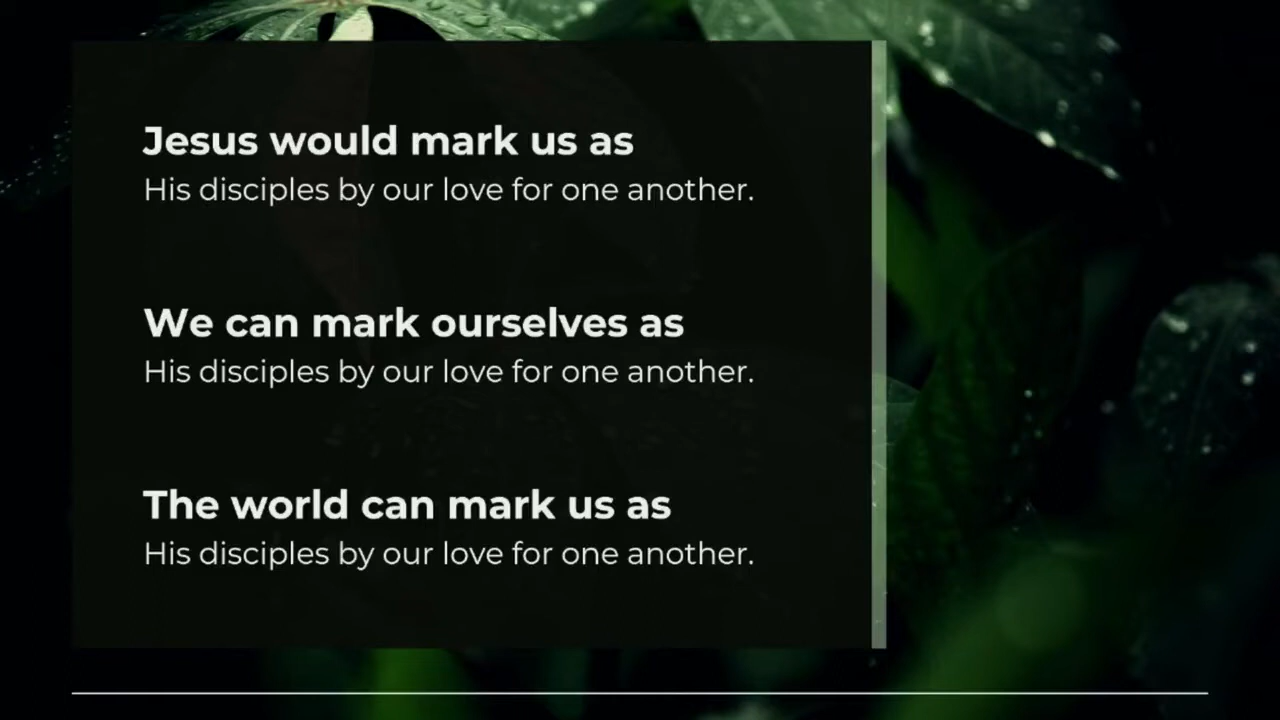 Jesus would mark us as
His disciples by our love for one another.
We can mark ourselves as
His disciples by our love for one another.
The world can mark us as
His disciples by our love for one another.